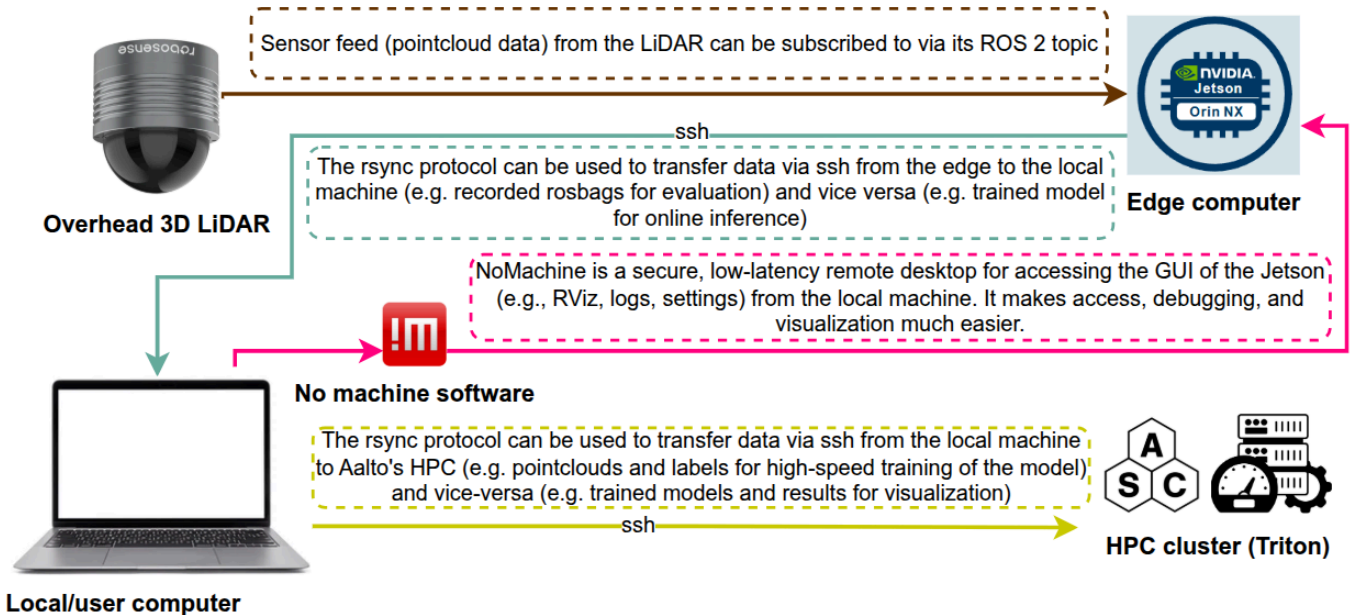 robosense
Sensor feed (pointcloud data) from the LiDAR can be subscribed to via its ROS 2 topic
NVIDIA.
Jetson
Orin NX
ssh
The rsync protocol can be used to transfer data via ssh from the edge to the local
machine (e.g. recorded rosbags for evaluation) and vice versa (e.g. trained model
for online inference)
Overhead 3D LiDAR
Edge computer
NoMachine is a secure, low-latency remote desktop for accessing the GUI of the Jetson
(e.g., RViz, logs, settings) from the local machine. It makes access, debugging, and
visualization much easier.
!m
No machine software
The rsync protocol can be used to transfer data via ssh from the local machine
to Aalto's HPC (e.g. pointclouds and labels for high-speed training of the model)
and vice-versa (e.g. trained models and results for visualization)
ssh
A
S C
HPC cluster (Triton)
Local/user computer